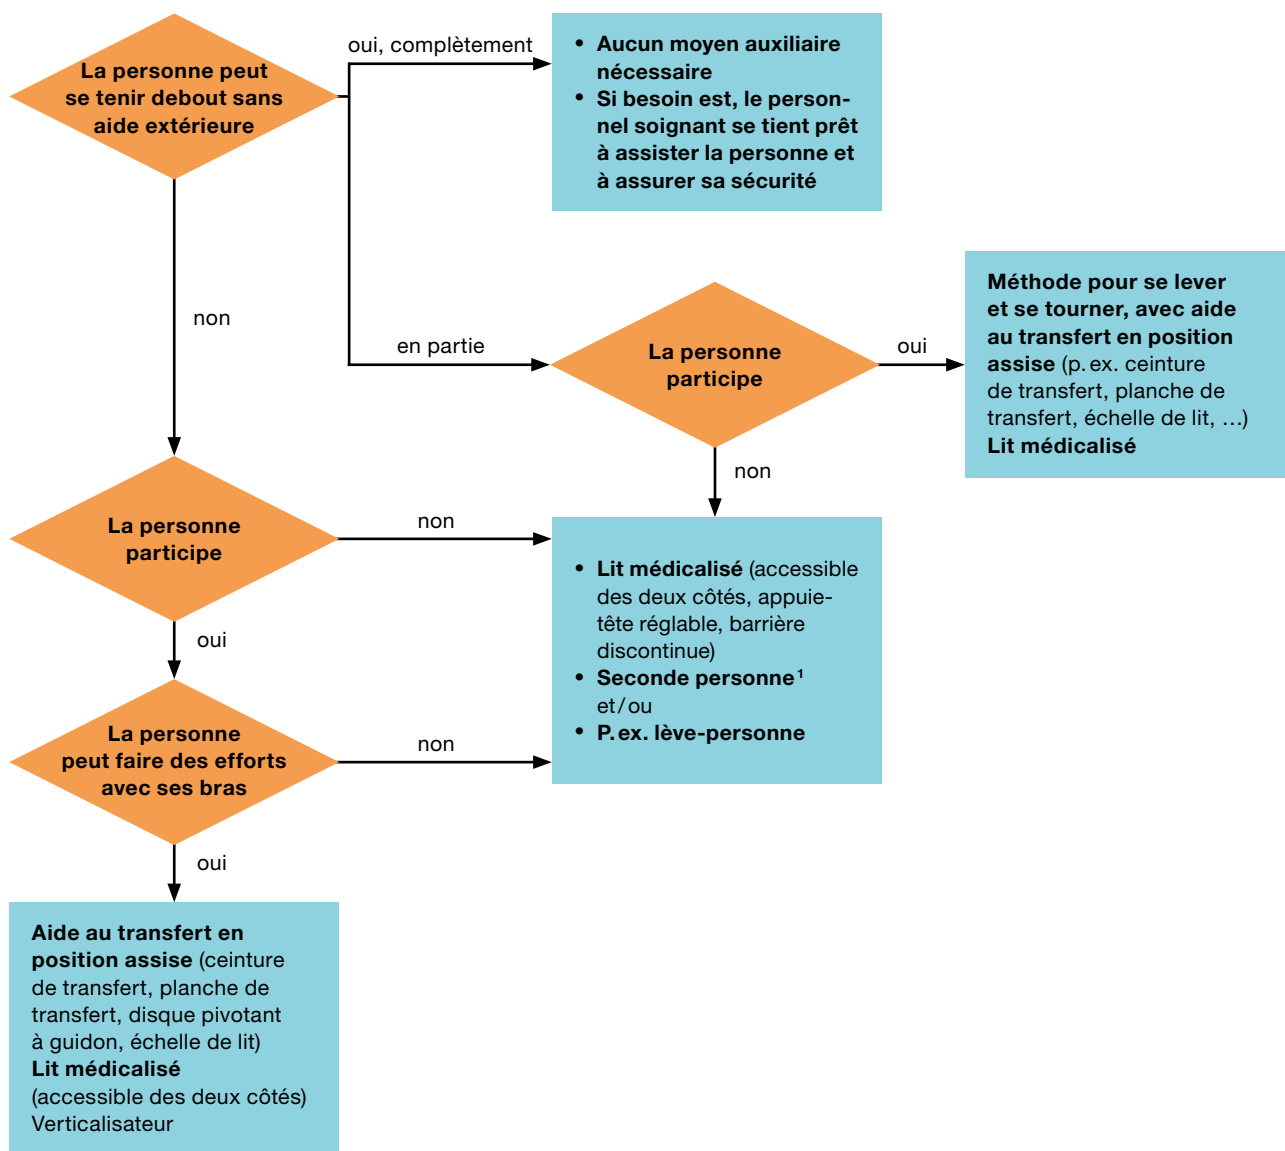 La personne peut
se tenir debout sans
aide extérieure
oui, complètement
• Aucun moyen auxiliaire
nécessaire
• Si besoin est, le person-
nel soignant se tient prêt
à assister la personne et
à assurer sa sécurité
non
en partie
La personne
participe
oui
Méthode pour se lever
et se tourner, avec aide
au transfert en position
assise (p. ex. ceinture
de transfert, planche de
transfert, échelle de lit, …)
Lit médicalisé
non
La personne
participe
non
• Lit médicalisé (accessible
des deux côtés, appuie-
tête réglable, barrière
discontinue)
• Seconde personne¹
et/ou
• P. ex. lève-personne
oui
La personne
peut faire des efforts
avec ses bras
non
oui
Aide au transfert en
position assise (ceinture
de transfert, planche de
transfert, disque pivotant
à guidon, échelle de lit)
Lit médicalisé
(accessible des deux côtés)
Verticalisateur